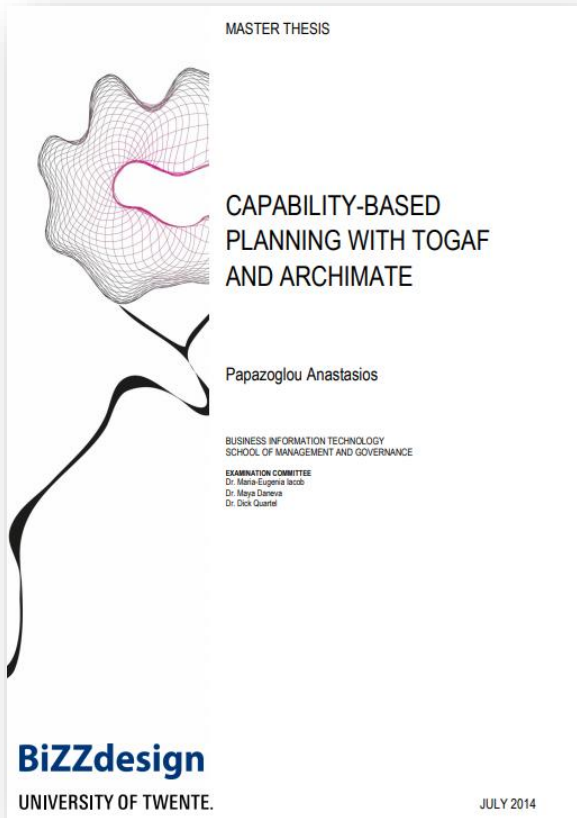 MASTER THESIS
CAPABILITY-BASED
PLANNING WITH TOGAF
AND ARCHIMATE
Papazoglou Anastasios
BUSINESS INFORMATION TECHNOLOGY
SCHOOL OF MANAGEMENT AND GOVERNANCE
EXAMINATION COMMITTEE
Dr. Maria-Eugenia Iacob
Dr. Maya Daneva
Dr. Dick Quartel
BiZZdesign
UNIVERSITY OF TWENTE.
JULY 2014